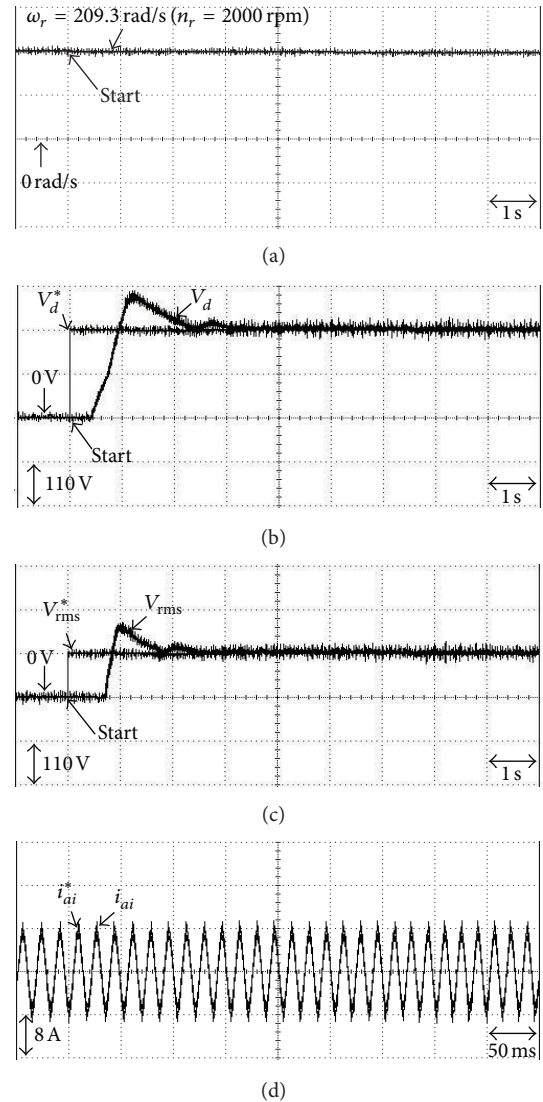 ω_r = 209.3 rad/s (n_r = 2000 rpm)
Start
0 rad/s
1 s
(a)
V_d^*
V_d
0 V
Start
110 V
1 s
(b)
V_rms^*
V_rms
0 V
Start
110 V
1 s
(c)
i_ai^*
i_ai
8 A
50 ms
(d)